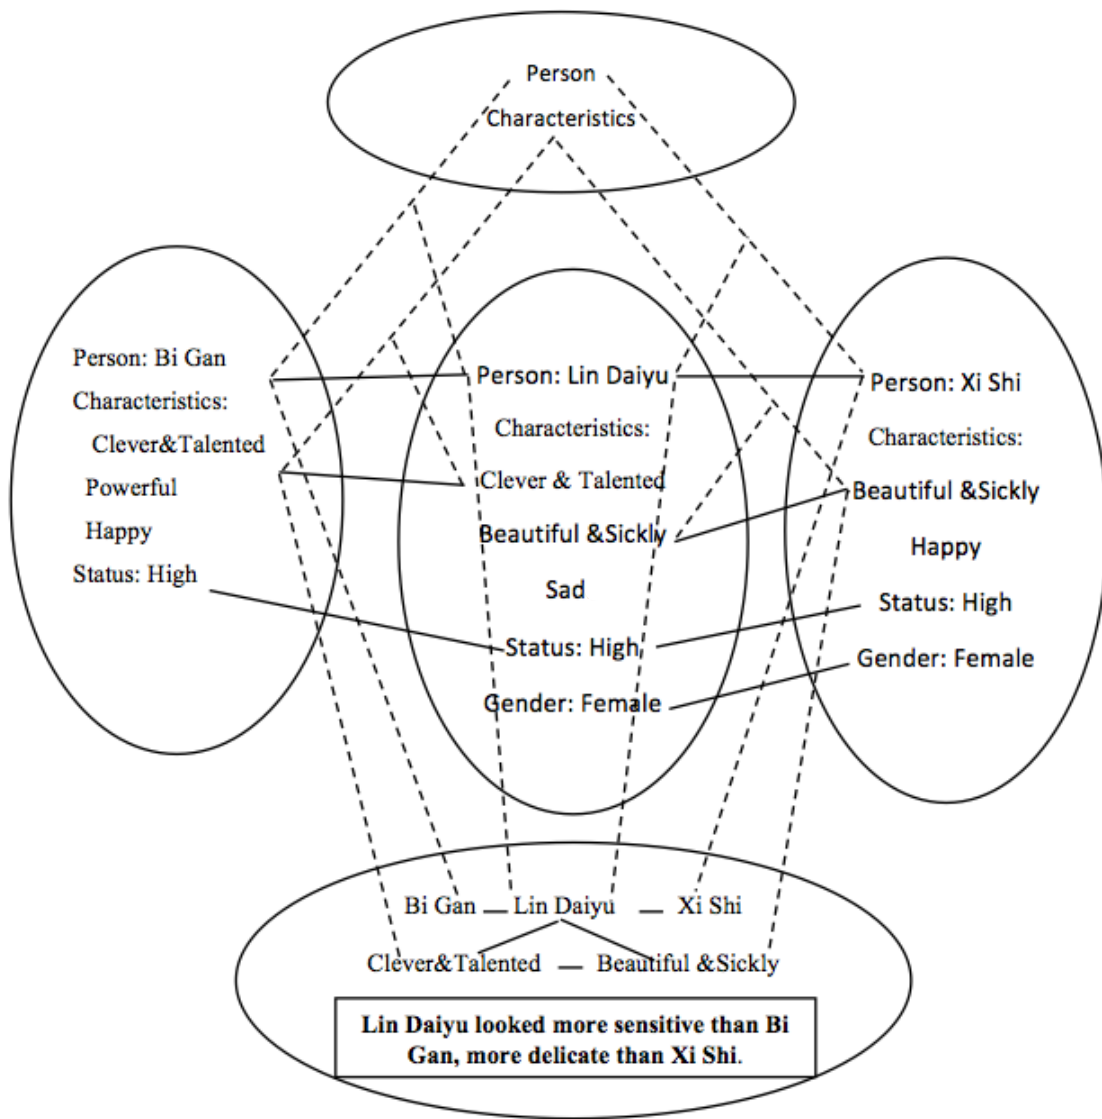 Person
Characteristics
Person: Bi Gan
Characteristics:
Clever&Talented
Powerful
Happy
Status: High
Person: Lin Daiyu
Characteristics:
Clever & Talented
Beautiful &Sickly
Sad
Status: High
Gender: Female
Person: Xi Shi
Characteristics:
Beautiful &Sickly
Happy
Status: High
Gender: Female
Bi Gan — Lin Daiyu — Xi Shi
Clever&Talented — Beautiful &Sickly
Lin Daiyu looked more sensitive than Bi
Gan, more delicate than Xi Shi.